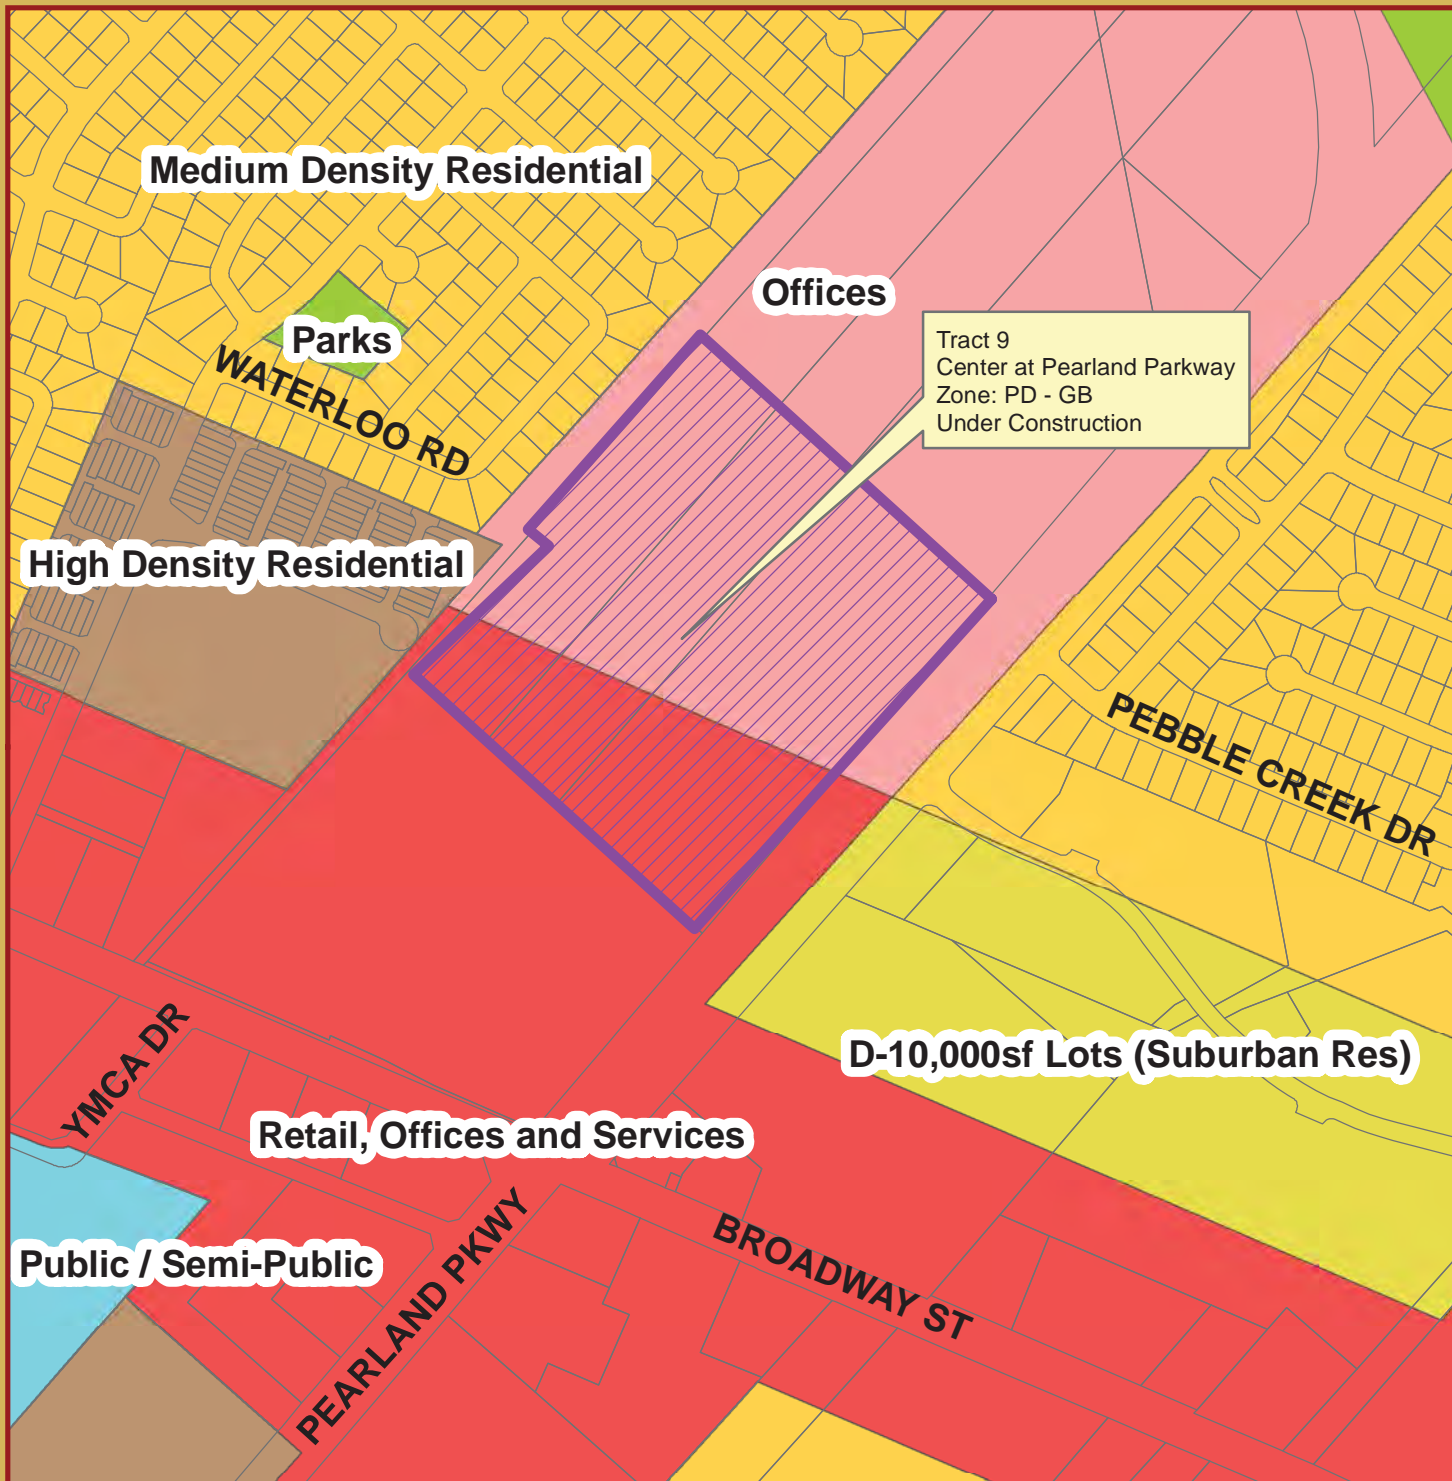 Medium Density Residential
Offices
Parks
WATERLOO RD
Tract 9
Center at Pearland Parkway
Zone: PD - GB
Under Construction
High Density Residential
PEBBLE CREEK DR
YMCA DR
D-10,000sf Lots (Suburban Res)
Retail, Offices and Services
Public / Semi-Public
PEARLAND PKWY
BROADWAY ST